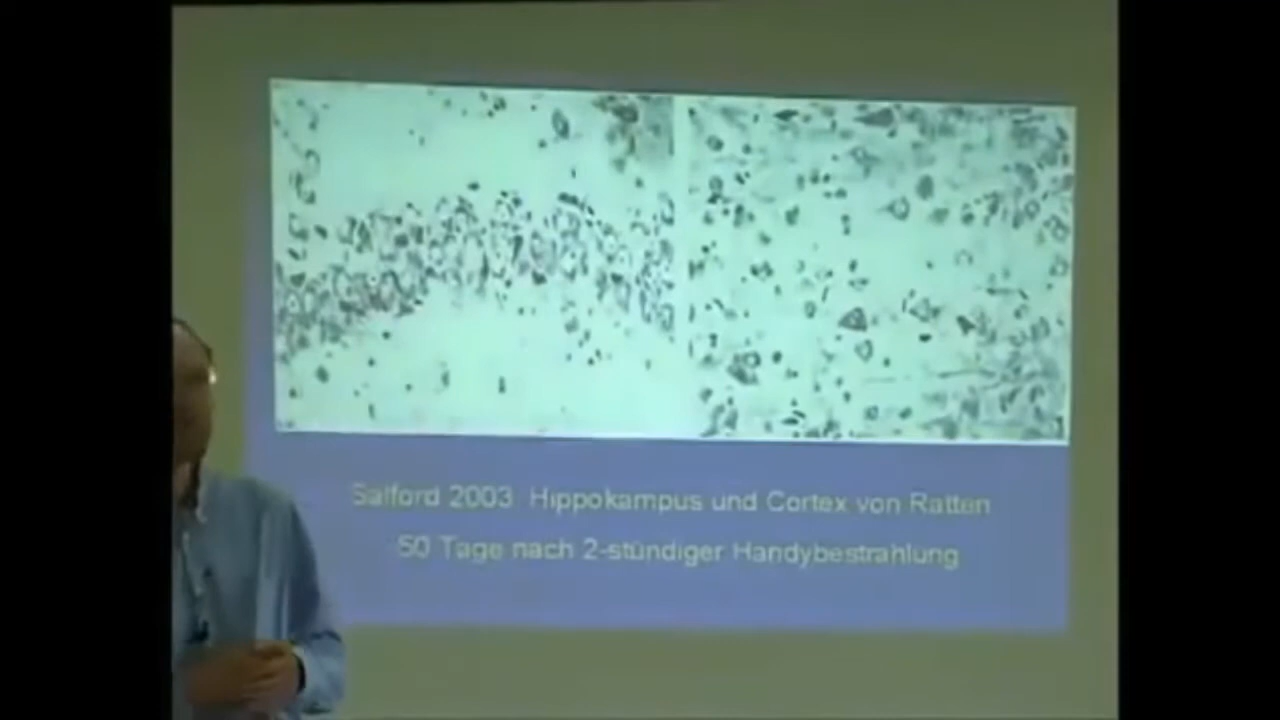 Salford 2003 Hippokampus und Cortex von Ratten
50 Tage nach 2-stündiger Handybestrahlung